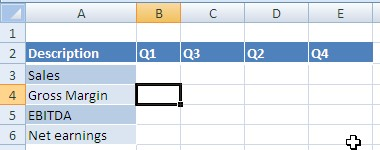 A B C D E
1
2 Description Q1 Q3 Q2 Q4
3 Sales
4 Gross Margin
5 EBITDA
6 Net earnings